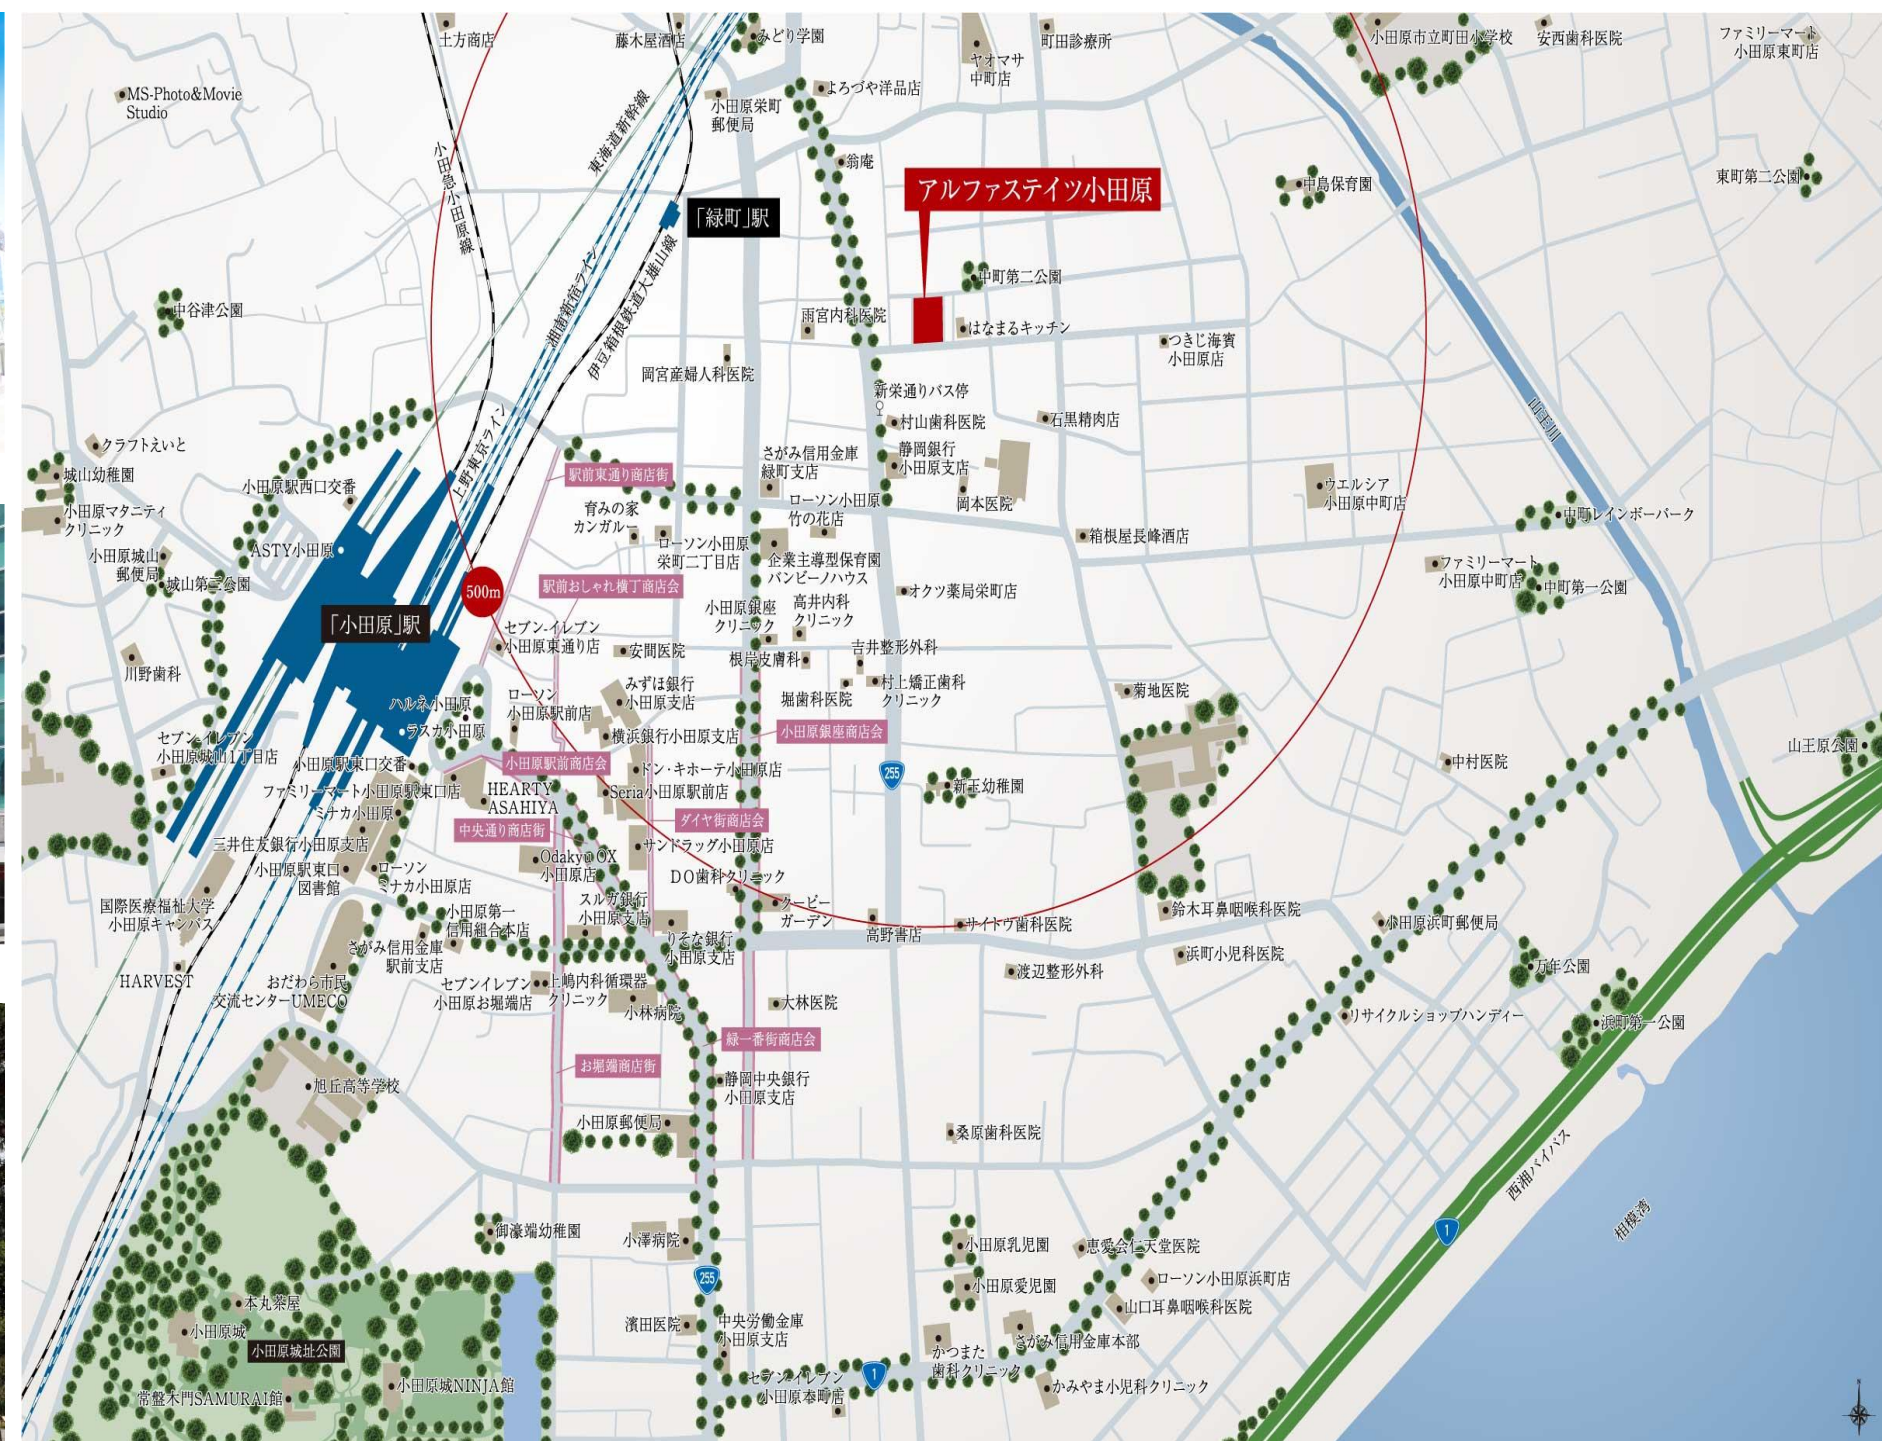 土方商店
藤木屋酒店
みどり学園
ヤオマサ
中町店
町田診療所
小田原市立町田小学校
安西歯科医院
ファミリーマート
小田原東町店
MS-Photo&Movie
Studio
小田原栄町
郵便局
よろづや洋品店
東海道新幹線
小田急小田原線
翁庵
アルファステイツ小田原
中島保育園
東町第二公園
「緑町」駅
湘南新宿ライン
伊豆箱根鉄道大雄山線
中谷津公園
中町第二公園
雨宮内科医院
はなまるキッチン
つきじ海賓
小田原店
岡宮産婦人科医院
新栄通りバス停
村山歯科医院
石黒精肉店
山王川
上野東京ライン
クラフトえいと
城山幼稚園
小田原駅西口交番
駅前東通り商店街
さがみ信用金庫
緑町支店
静岡銀行
小田原支店
岡本医院
ウエルシア
小田原中町店
中町レインボーパーク
小田原マタニティ
クリニック
育みの家
カンガルー
ローソン小田原
竹の花店
箱根屋長峰酒店
小田原城山
郵便局
ASTY小田原
ローソン小田原
栄町二丁目店
企業主導型保育園
バンビーノハウス
ファミリーマート
小田原中町店
中町第一公園
城山第三公園
500m
駅前おしゃれ横丁商店会
オクツ薬局栄町店
「小田原」駅
小田原銀座
クリニック
高井内科
クリニック
セブン-イレブン
小田原東通り店
安間医院
根岸皮膚科
吉井整形外科
川野歯科
みずほ銀行
小田原支店
堀歯科医院
村上矯正歯科
クリニック
菊地医院
ハルネ小田原
ローソン
小田原駅前店
ラスカ小田原
横浜銀行小田原支店
小田原銀座商店会
セブン-イレブン
小田原城山1丁目店
小田原駅東口交番
小田原駅前商店会
ドン・キホーテ小田原店
255
中村医院
山王原公園
ファミリーマート小田原駅東口店
HEARTY
ASAHIYA
Seria小田原駅前店
新玉幼稚園
ミナカ小田原
中央通り商店街
ダイヤ街商店会
三井住友銀行小田原支店
サンドラッグ小田原店
小田原駅東口
図書館
ローソン
ミナカ小田原店
Odakyu OX
小田原店
DO歯科クリニック
国際医療福祉大学
小田原キャンパス
小田原第一
信用組合本店
スルガ銀行
小田原支店
クービー
ガーデン
高野書店
サイトウ歯科医院
鈴木耳鼻咽喉科医院
小田原浜町郵便局
さがみ信用金庫
駅前支店
りそな銀行
小田原支店
浜町小児科医院
万年公園
HARVEST
おだわら市民
交流センターUMECO
セブンイレブン
小田原お堀端店
上嶋内科循環器
クリニック
小林病院
渡辺整形外科
大林医院
リサイクルショップハンディー
浜町第一公園
緑一番街商店会
お堀端商店街
旭丘高等学校
静岡中央銀行
小田原支店
小田原郵便局
桑原歯科医院
西湘バイパス
相模湾
1
御濠端幼稚園
小澤病院
小田原乳児園
恵愛会仁天堂医院
255
小田原愛児園
ローソン小田原浜町店
山口耳鼻咽喉科医院
本丸茶屋
小田原城
小田原城址公園
濱田医院
中央労働金庫
小田原支店
かつまた
歯科クリニック
さがみ信用金庫本部
1
常盤木門SAMURAI館
小田原城NINJA館
セブン-イレブン
小田原本町店
かみやま小児科クリニック
N